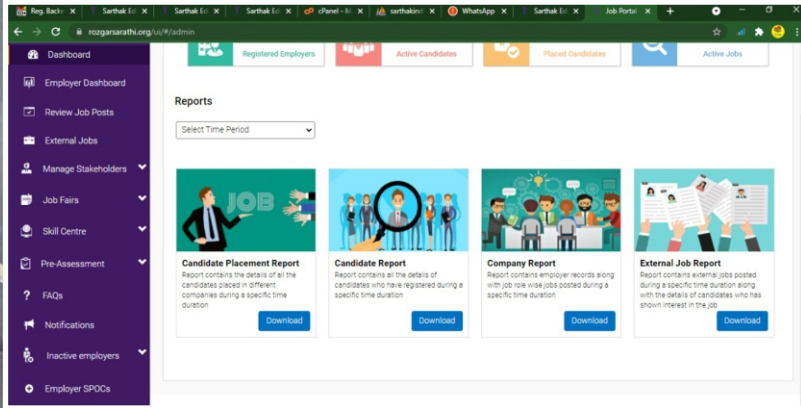 Reg. Backe
Sarthak Ed
Sarthak Ed
Sarthak Ed
cPanel - M
sarthakind
WhatsApp
Sarthak Ed
Job Portal
rozgarsarathi.org/ui/#/admin
Dashboard
Employer Dashboard
Review Job Posts
External Jobs
Manage Stakeholders
Job Fairs
Skill Centre
Pre-Assessment
? FAQs
Notifications
Inactive employers
Employer SPOCs
Registered Employers
Active Candidates
Placed Candidates
Active Jobs
Reports
Select Time Period
JOB
Candidate Placement Report
Report contains the details of all the
candidates placed in different
companies during a specific time
duration
Download
Candidate Report
Report contains all the details of
candidates who have registered during a
specific time duration
Download
Company Report
Report contains employer records along
with job role wise jobs posted during a
specific time duration
Download
External Job Report
Report contains external jobs posted
during a specific time duration along
with the details of candidates who has
shown interest in the job
Download